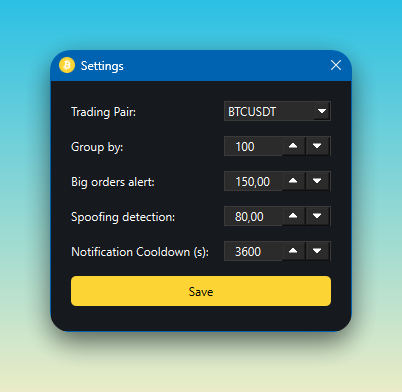 Settings
Trading Pair: BTCUSDT
Group by: 100
Big orders alert: 150,00
Spoofing detection: 80,00
Notification Cooldown (s): 3600
Save